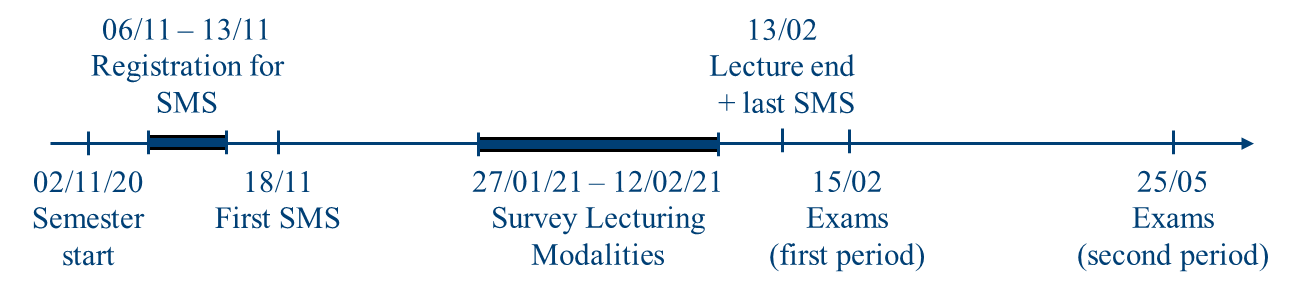 06/11 – 13/11
Registration for
SMS
13/02
Lecture end
+ last SMS
02/11/20
Semester
start
18/11
First SMS
27/01/21 – 12/02/21
Survey Lecturing
Modalities
15/02
Exams
(first period)
25/05
Exams
(second period)